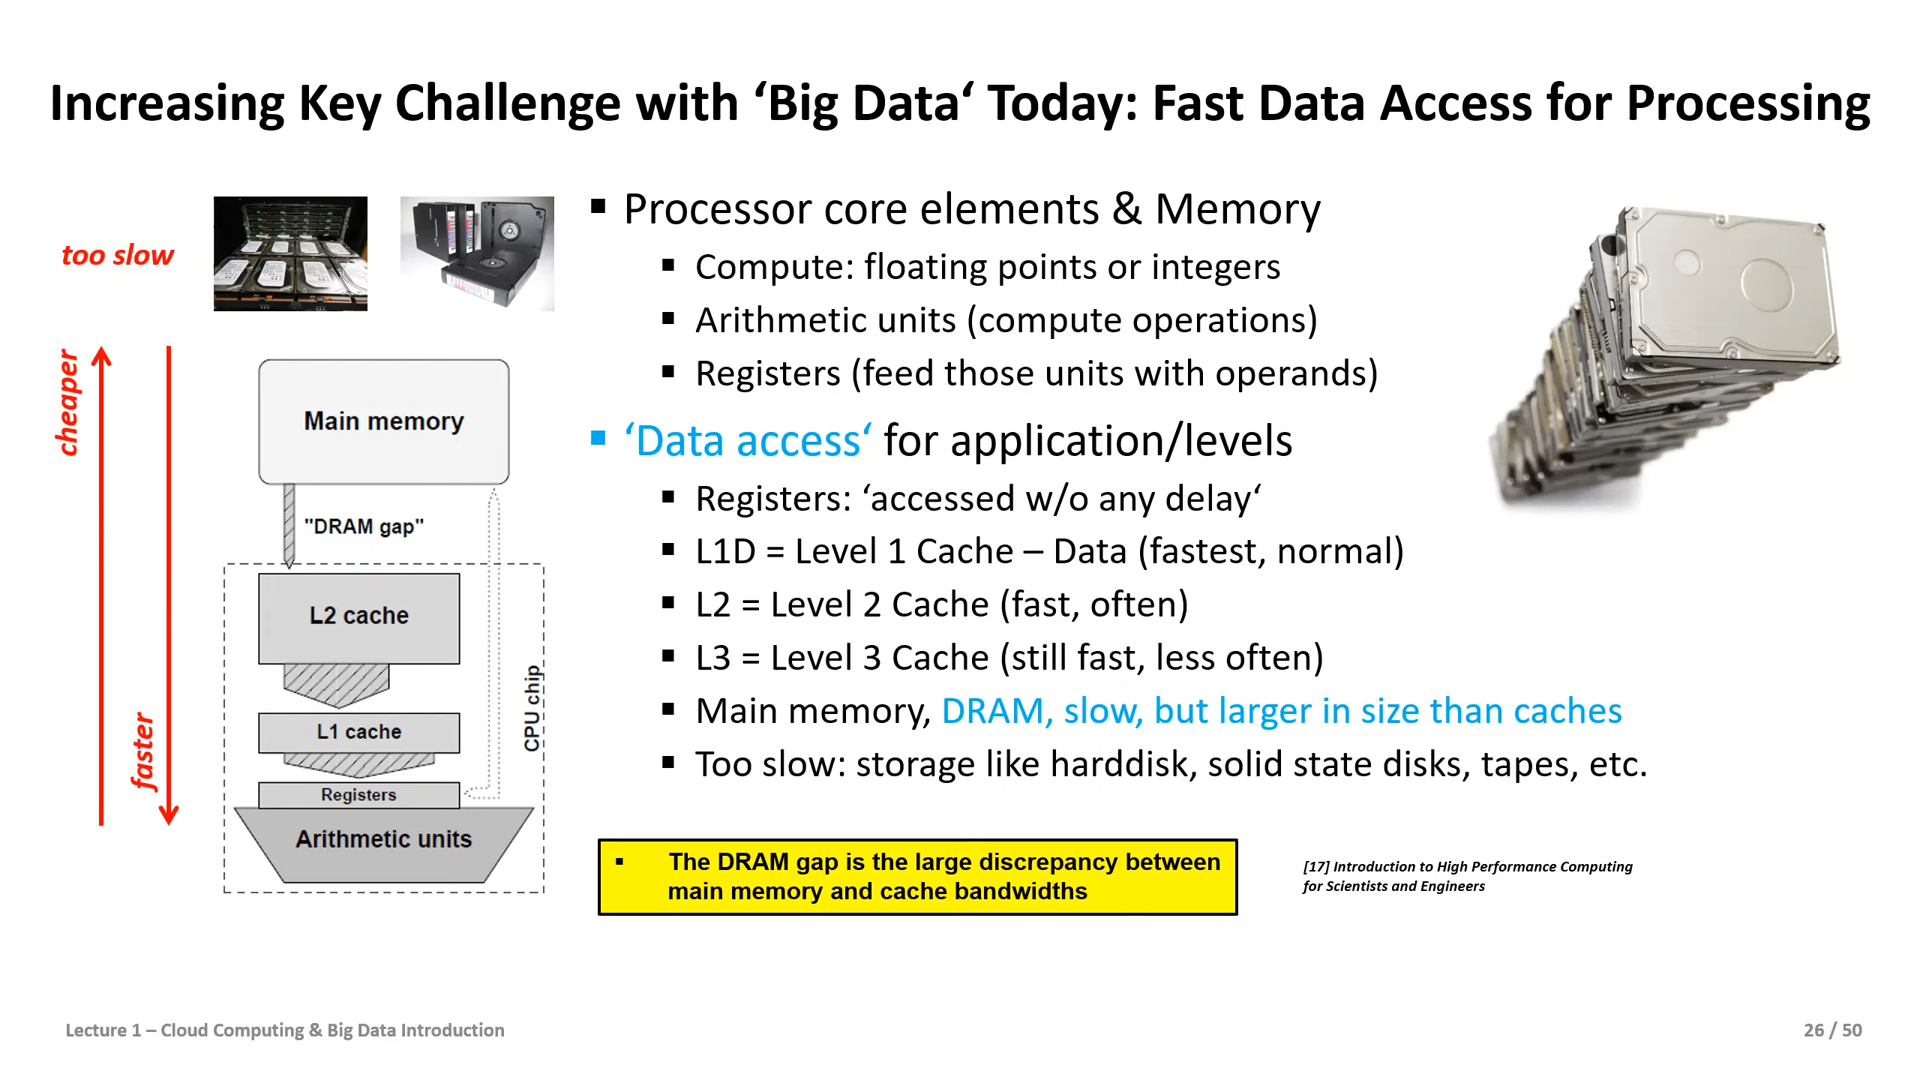 Increasing Key Challenge with ‘Big Data‘ Today: Fast Data Access for Processing
too slow
cheaper
faster
Main memory
"DRAM gap"
L2 cache
L1 cache
Registers
Arithmetic units
CPU chip
▪ Processor core elements & Memory
▪ Compute: floating points or integers
▪ Arithmetic units (compute operations)
▪ Registers (feed those units with operands)
▪ ‘Data access‘ for application/levels
▪ Registers: ‘accessed w/o any delay‘
▪ L1D = Level 1 Cache – Data (fastest, normal)
▪ L2 = Level 2 Cache (fast, often)
▪ L3 = Level 3 Cache (still fast, less often)
▪ Main memory, DRAM, slow, but larger in size than caches
▪ Too slow: storage like harddisk, solid state disks, tapes, etc.
▪ The DRAM gap is the large discrepancy between
main memory and cache bandwidths
[17] Introduction to High Performance Computing
for Scientists and Engineers
Lecture 1 – Cloud Computing & Big Data Introduction
26 / 50